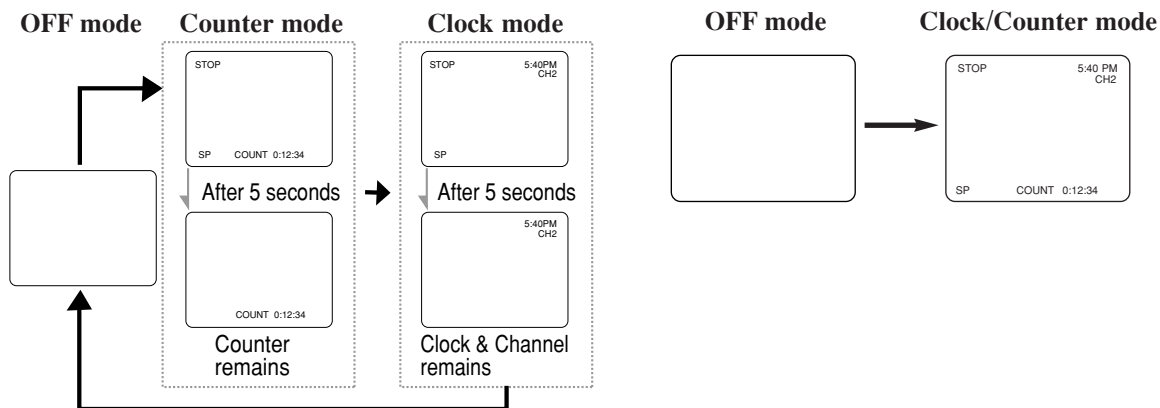 OFF mode
Counter mode
Clock mode
STOP
SP COUNT 0:12:34
After 5 seconds
COUNT 0:12:34
Counter
remains
STOP 5:40PM
CH2
SP
After 5 seconds
5:40PM
CH2
Clock & Channel
remains
OFF mode
Clock/Counter mode
STOP 5:40 PM
CH2
SP COUNT 0:12:34